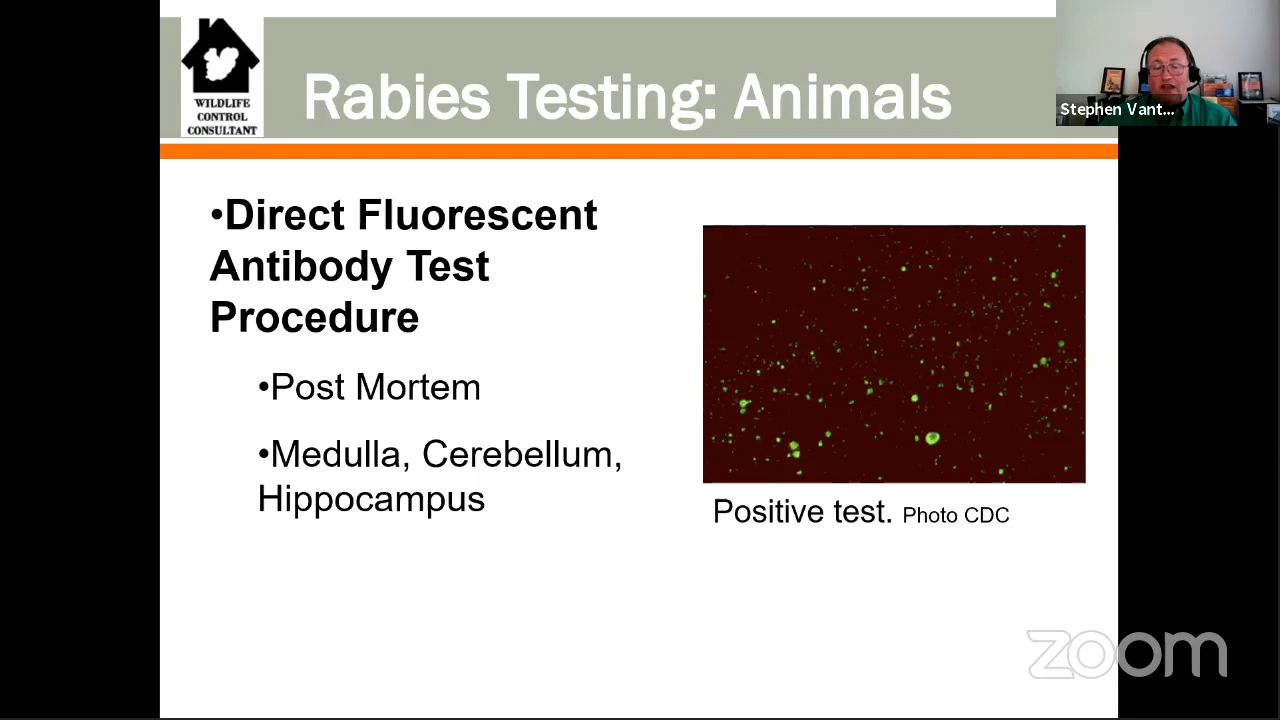 WILDLIFE
CONTROL
CONSULTANT
Rabies Testing: Animals
Stephen Vant...
•Direct Fluorescent
Antibody Test
Procedure
•Post Mortem
•Medulla, Cerebellum,
Hippocampus
Positive test. Photo CDC
zoom